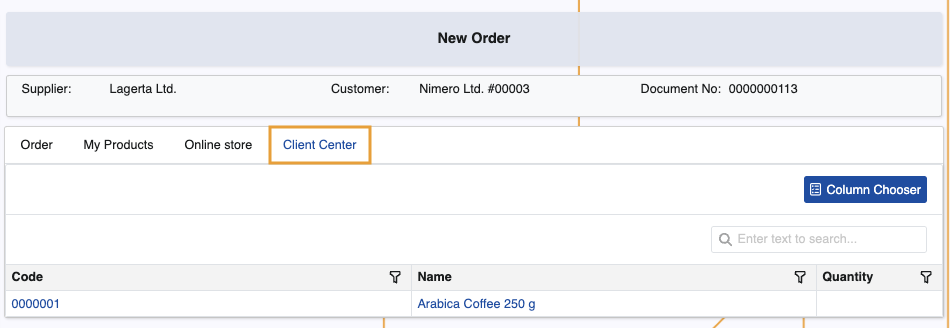 New Order
Supplier: Lagerta Ltd. Customer: Nimero Ltd. #00003 Document No: 0000000113
Order My Products Online store Client Center
Column Chooser
Enter text to search...
Code Name Quantity
0000001 Arabica Coffee 250 g